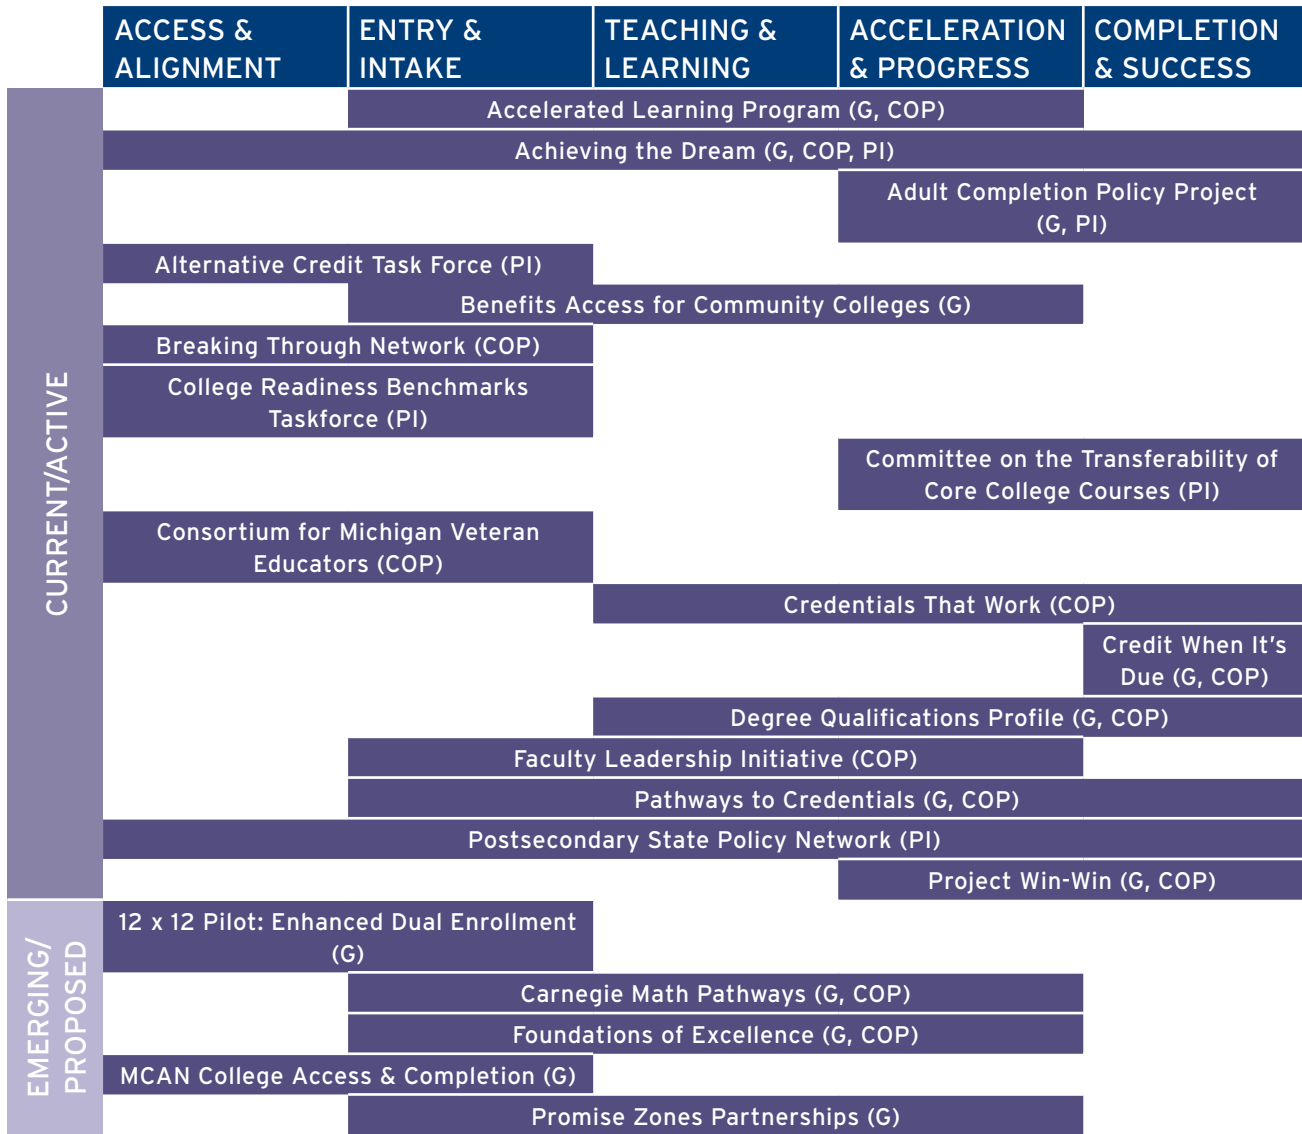 ACCESS &
ALIGNMENT
ENTRY &
INTAKE
TEACHING &
LEARNING
ACCELERATION
& PROGRESS
COMPLETION
& SUCCESS
CURRENT/ACTIVE
Accelerated Learning Program (G, COP)
Achieving the Dream (G, COP, PI)
Adult Completion Policy Project
(G, PI)
Alternative Credit Task Force (PI)
Benefits Access for Community Colleges (G)
Breaking Through Network (COP)
College Readiness Benchmarks
Taskforce (PI)
Committee on the Transferability of
Core College Courses (PI)
Consortium for Michigan Veteran
Educators (COP)
Credentials That Work (COP)
Credit When It's
Due (G, COP)
Degree Qualifications Profile (G, COP)
Faculty Leadership Initiative (COP)
Pathways to Credentials (G, COP)
Postsecondary State Policy Network (PI)
Project Win-Win (G, COP)
EMERGING/
PROPOSED
12 x 12 Pilot: Enhanced Dual Enrollment
(G)
Carnegie Math Pathways (G, COP)
Foundations of Excellence (G, COP)
MCAN College Access & Completion (G)
Promise Zones Partnerships (G)